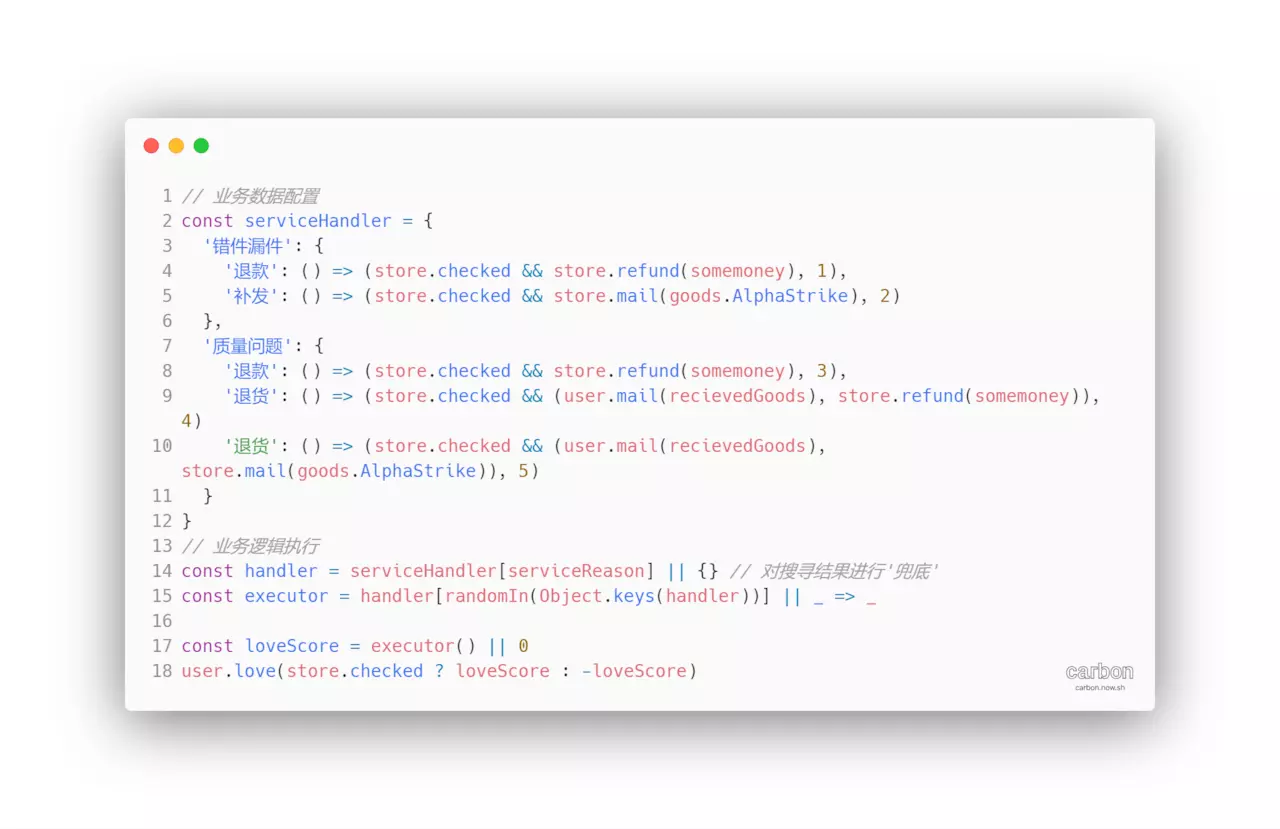 1 // 业务数据配置
2 const serviceHandler = {
3   '错件漏件': {
4     '退款': () => (store.checked && store.refund(somemoney), 1),
5     '补发': () => (store.checked && store.mail(goods.AlphaStrike), 2)
6   },
7   '质量问题': {
8     '退款': () => (store.checked && store.refund(somemoney), 3),
9     '退货': () => (store.checked && (user.mail(recievedGoods), store.refund(somemoney)),
4)
10     '退货': () => (store.checked && (user.mail(recievedGoods),
store.mail(goods.AlphaStrike)), 5)
11   }
12 }
13 // 业务逻辑执行
14 const handler = serviceHandler[serviceReason] || {} // 对搜寻结果进行'兜底'
15 const executor = handler[randomIn(Object.keys(handler))] || _ => _
16
17 const loveScore = executor() || 0
18 user.love(store.checked ? loveScore : -loveScore)
carbon
carbon.now.sh